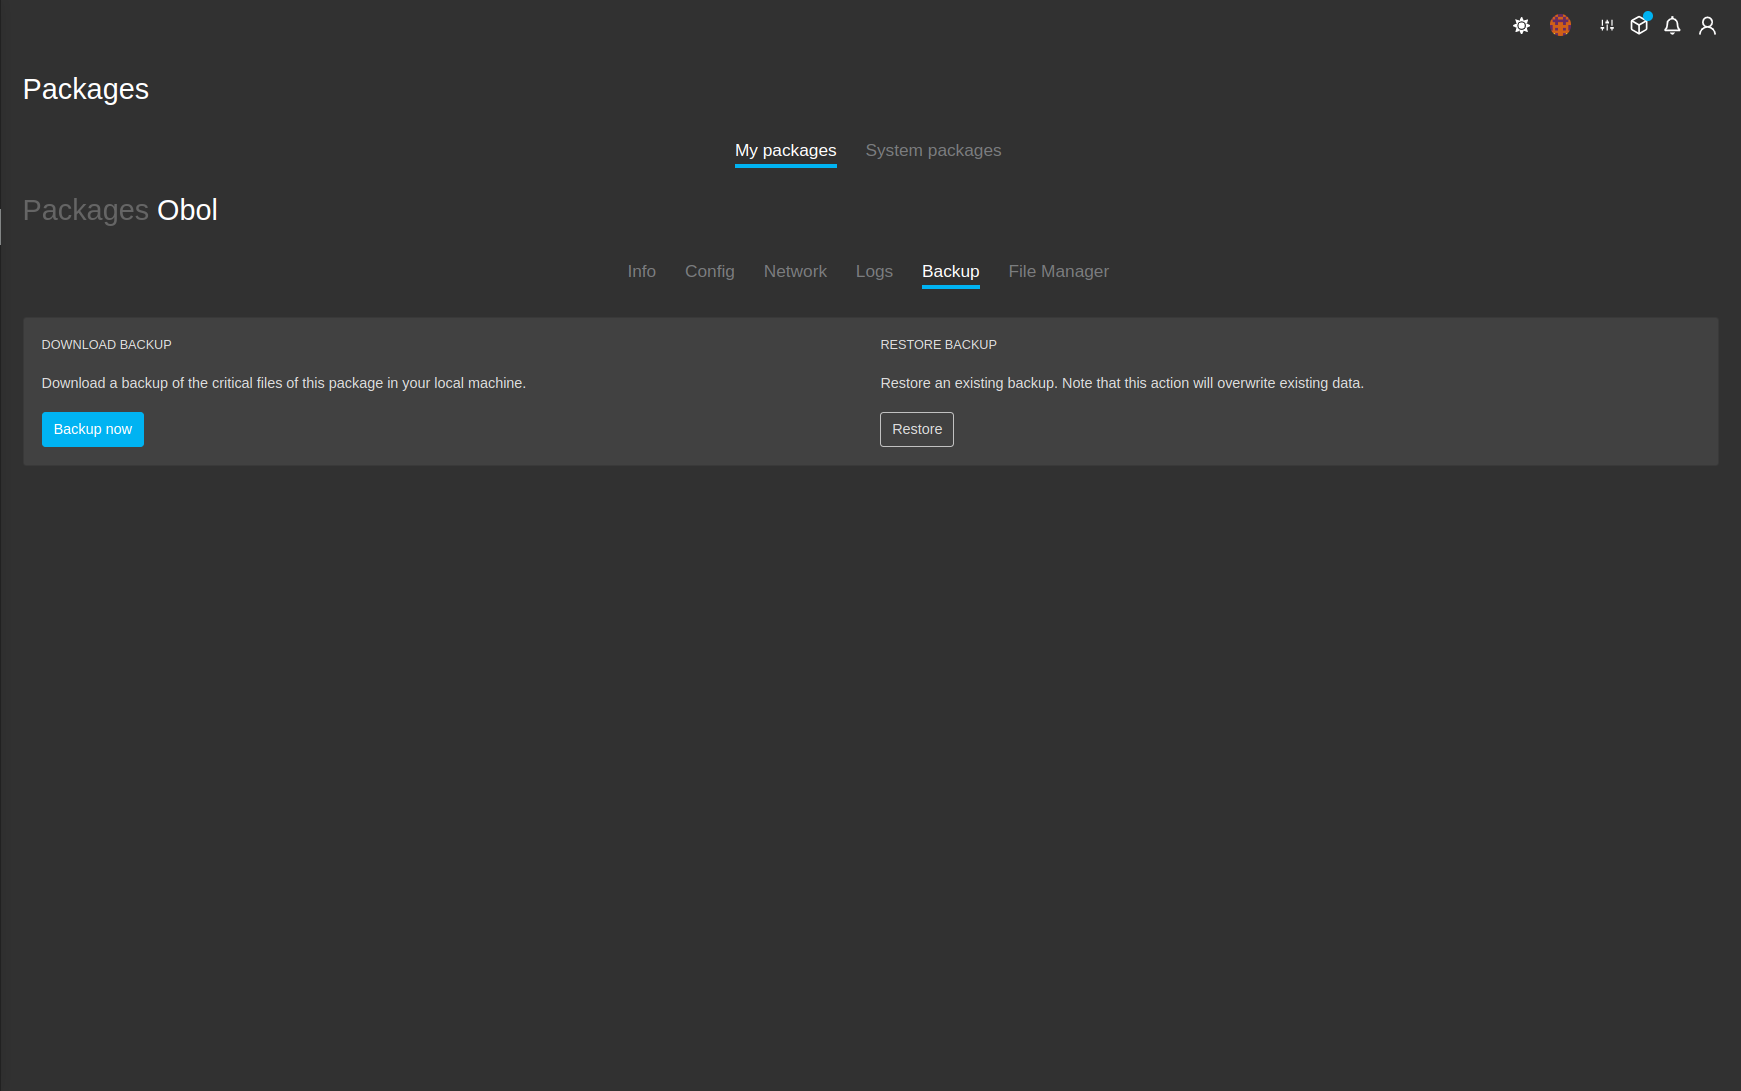 Packages
My packages System packages
Packages Obol
Info Config Network Logs Backup File Manager
DOWNLOAD BACKUP
Download a backup of the critical files of this package in your local machine.
Backup now
RESTORE BACKUP
Restore an existing backup. Note that this action will overwrite existing data.
Restore